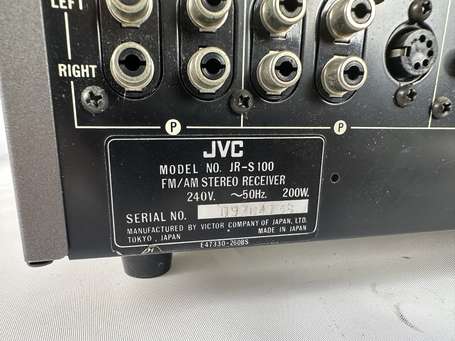 LEFT
RIGHT
P
P
JVC
MODEL NO. JR-S100
FM/AM STEREO RECEIVER
240V. ~50Hz. 200W.
SERIAL NO.
MANUFACTURED BY VICTOR COMPANY OF JAPAN, LTD.
TOKYO, JAPAN MADE IN JAPAN
E47330-260BS